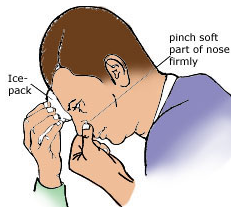 pinch soft
part of nose
firmly
Ice-
pack